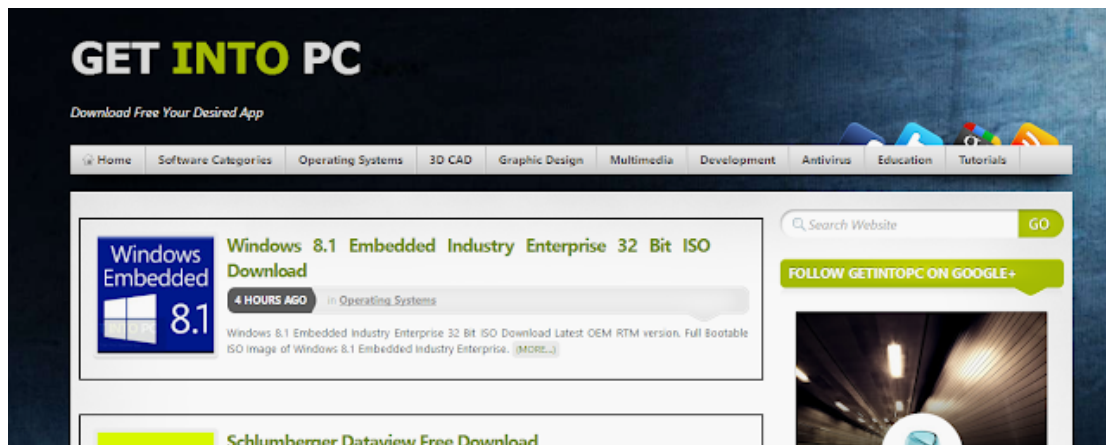 GET INTO PC
Download Free Your Desired App
Home Software Categories Operating Systems 3D CAD Graphic Design Multimedia Development Antivirus Education Tutorials
Search Website GO
Windows Embedded 8.1
Windows 8.1 Embedded Industry Enterprise 32 Bit ISO
Download
4 HOURS AGO in Operating Systems
Windows 8.1 Embedded Industry Enterprise 32 Bit ISO Download Latest OEM RTM version. Full Bootable
ISO Image of Windows 8.1 Embedded Industry Enterprise. (MORE...)
FOLLOW GETINTOPC ON GOOGLE+
Schlumberger Dataview Free Download